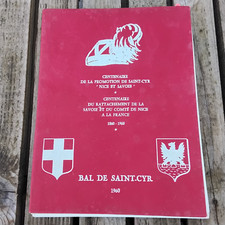 CENTENAIRE
DE LA PROMOTION DE SAINT-CYR
"NICE ET SAVOIE"
CENTENAIRE
DU RATTACHEMENT DE LA
SAVOIE ET DU COMTÉ DE NICE
A LA FRANCE
1860-1960
BAL DE SAINT-CYR
1960